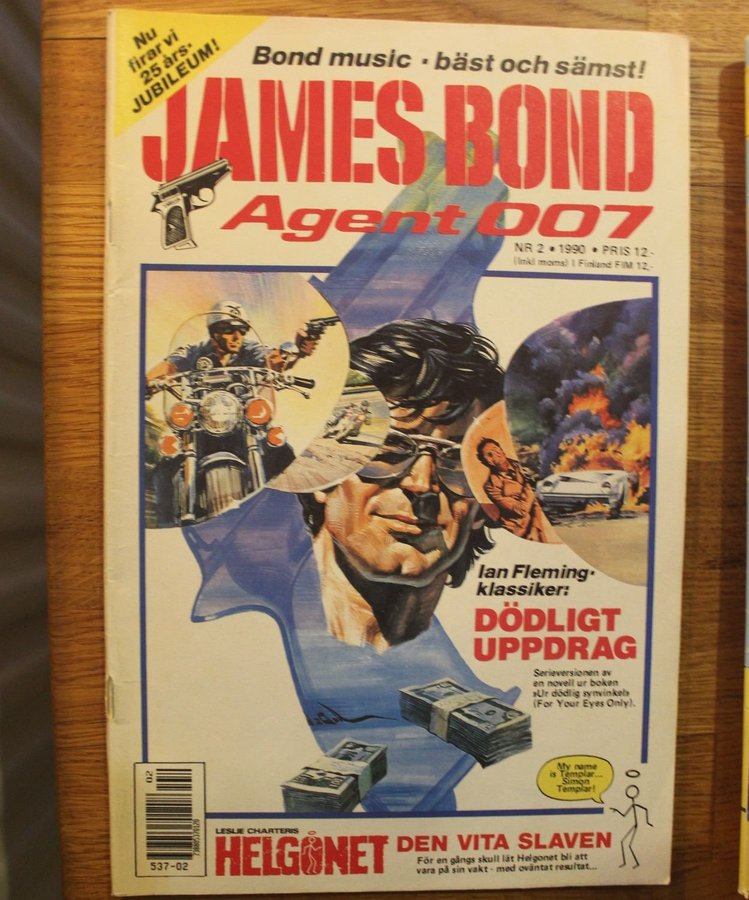 Nu
firar vi
25 års-
JUBILEUM!
Bond music • bäst och sämst!
JAMES BOND
Agent 007
NR 2 • 1990 • PRIS 12.-
(Inkl moms) I Finland FIM 12,-
Ian Fleming-
klassiker:
DÖDLIGT
UPPDRAG
Serieversionen av
en novell ur boken
»Ur dödlig synvinkel»
(For Your Eyes Only).
My name
is Templar...
Simon
Templar!
02
537-02
LESLIE CHARTERIS
HELGONET
DEN VITA SLAVEN
För en gångs skull lät Helgonet bli att
vara på sin vakt - med oväntat resultat...